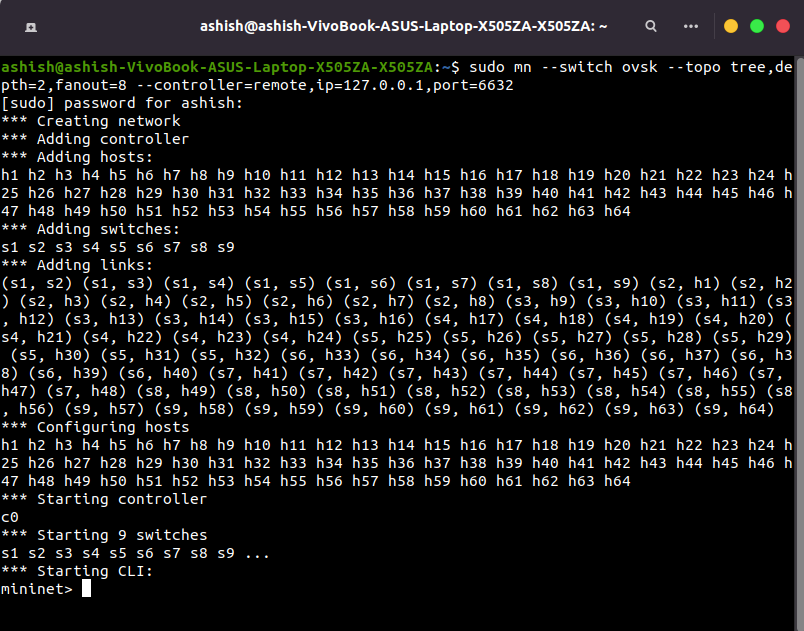 ashish@ashish-VivoBook-ASUS-Laptop-X505ZA-X505ZA: ~
ashish@ashish-VivoBook-ASUS-Laptop-X505ZA-X505ZA:~$ sudo mn --switch ovsk --topo tree,de
pth=2,fanout=8 --controller=remote,ip=127.0.0.1,port=6632
[sudo] password for ashish:
*** Creating network
*** Adding controller
*** Adding hosts:
h1 h2 h3 h4 h5 h6 h7 h8 h9 h10 h11 h12 h13 h14 h15 h16 h17 h18 h19 h20 h21 h22 h23 h24 h
25 h26 h27 h28 h29 h30 h31 h32 h33 h34 h35 h36 h37 h38 h39 h40 h41 h42 h43 h44 h45 h46 h
47 h48 h49 h50 h51 h52 h53 h54 h55 h56 h57 h58 h59 h60 h61 h62 h63 h64
*** Adding switches:
s1 s2 s3 s4 s5 s6 s7 s8 s9
*** Adding links:
(s1, s2) (s1, s3) (s1, s4) (s1, s5) (s1, s6) (s1, s7) (s1, s8) (s1, s9) (s2, h1) (s2, h2
) (s2, h3) (s2, h4) (s2, h5) (s2, h6) (s2, h7) (s2, h8) (s3, h9) (s3, h10) (s3, h11) (s3
, h12) (s3, h13) (s3, h14) (s3, h15) (s3, h16) (s4, h17) (s4, h18) (s4, h19) (s4, h20) (
s4, h21) (s4, h22) (s4, h23) (s4, h24) (s5, h25) (s5, h26) (s5, h27) (s5, h28) (s5, h29)
 (s5, h30) (s5, h31) (s5, h32) (s6, h33) (s6, h34) (s6, h35) (s6, h36) (s6, h37) (s6, h3
8) (s6, h39) (s6, h40) (s7, h41) (s7, h42) (s7, h43) (s7, h44) (s7, h45) (s7, h46) (s7, 
h47) (s7, h48) (s8, h49) (s8, h50) (s8, h51) (s8, h52) (s8, h53) (s8, h54) (s8, h55) (s8
, h56) (s9, h57) (s9, h58) (s9, h59) (s9, h60) (s9, h61) (s9, h62) (s9, h63) (s9, h64)
*** Configuring hosts
h1 h2 h3 h4 h5 h6 h7 h8 h9 h10 h11 h12 h13 h14 h15 h16 h17 h18 h19 h20 h21 h22 h23 h24 h
25 h26 h27 h28 h29 h30 h31 h32 h33 h34 h35 h36 h37 h38 h39 h40 h41 h42 h43 h44 h45 h46 h
47 h48 h49 h50 h51 h52 h53 h54 h55 h56 h57 h58 h59 h60 h61 h62 h63 h64
*** Starting controller
c0
*** Starting 9 switches
s1 s2 s3 s4 s5 s6 s7 s8 s9 ...
*** Starting CLI:
mininet>